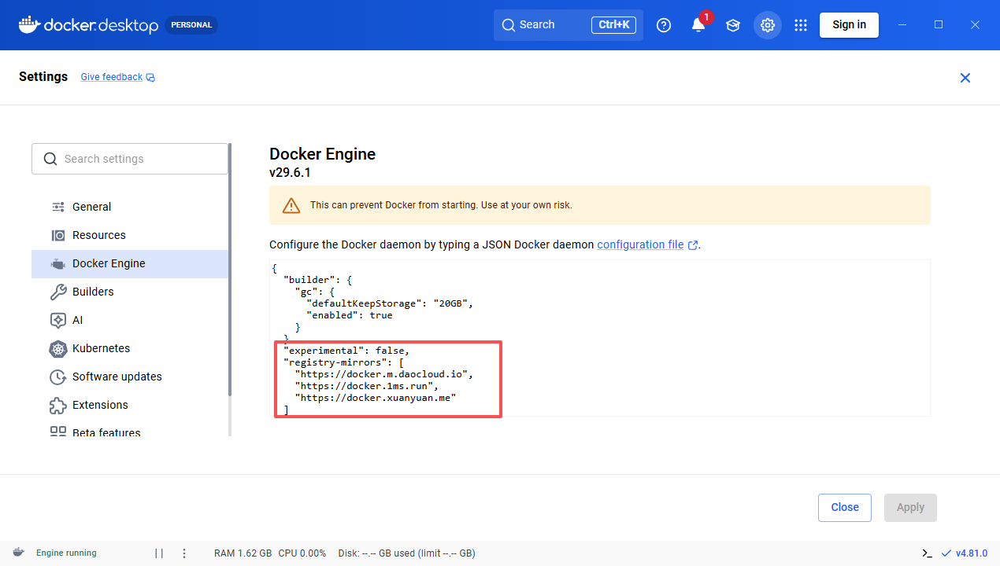 docker.desktop PERSONAL Search Ctrl+K 1 Sign in
Settings Give feedback
Search settings
General
Resources
Docker Engine
Builders
AI
Kubernetes
Software updates
Extensions
Beta features
Docker Engine
v29.6.1
This can prevent Docker from starting. Use at your own risk.
Configure the Docker daemon by typing a JSON Docker daemon configuration file.
{
  "builder": {
    "gc": {
      "defaultKeepStorage": "20GB",
      "enabled": true
    }
  }
  "experimental": false,
  "registry-mirrors": [
    "https://docker.m.daocloud.io",
    "https://docker.1ms.run",
    "https://docker.xuanyuan.me"
  ]
Close Apply
Engine running RAM 1.62 GB CPU 0.00% Disk: --.-- GB used (limit --.-- GB) v4.81.0